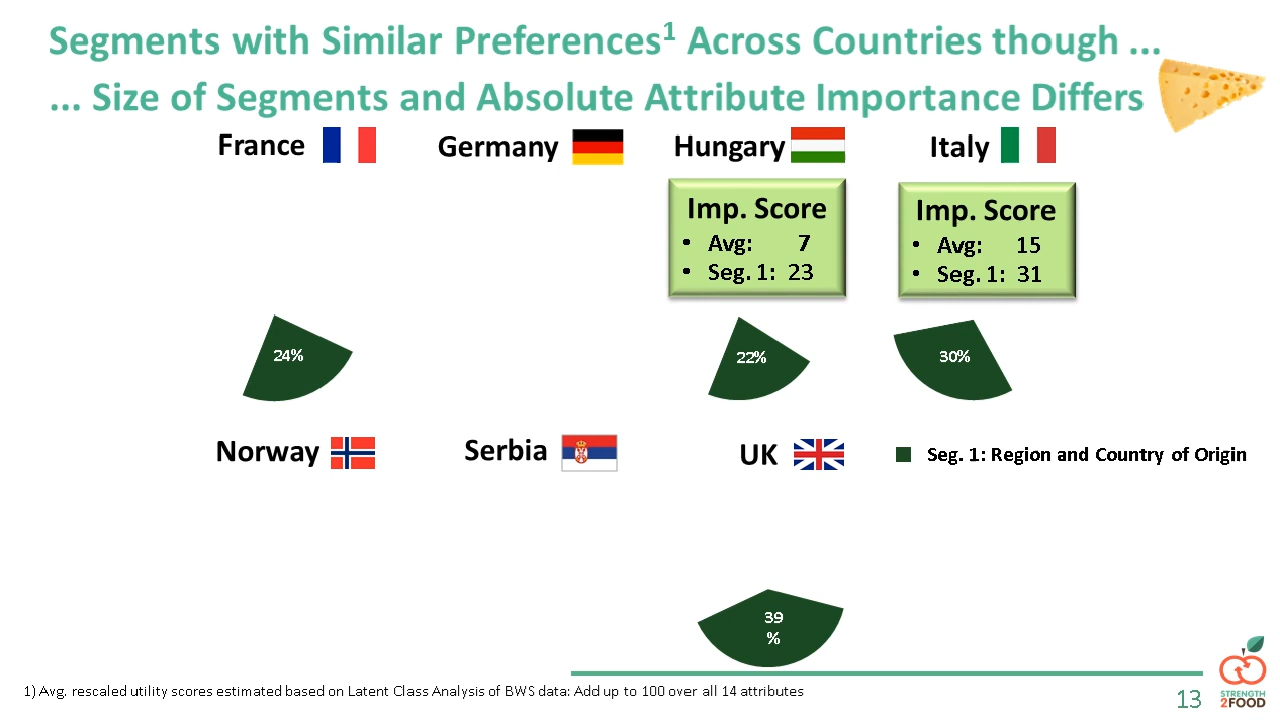 Segments with Similar Preferences¹ Across Countries though ...
... Size of Segments and Absolute Attribute Importance Differs
France
Germany
Hungary
Italy
Imp. Score
• Avg: 7
• Seg. 1: 23
Imp. Score
• Avg: 15
• Seg. 1: 31
24%
22%
30%
Norway
Serbia
UK
Seg. 1: Region and Country of Origin
39
%
1) Avg. rescaled utility scores estimated based on Latent Class Analysis of BWS data: Add up to 100 over all 14 attributes
13
STRENGTH
2FOOD